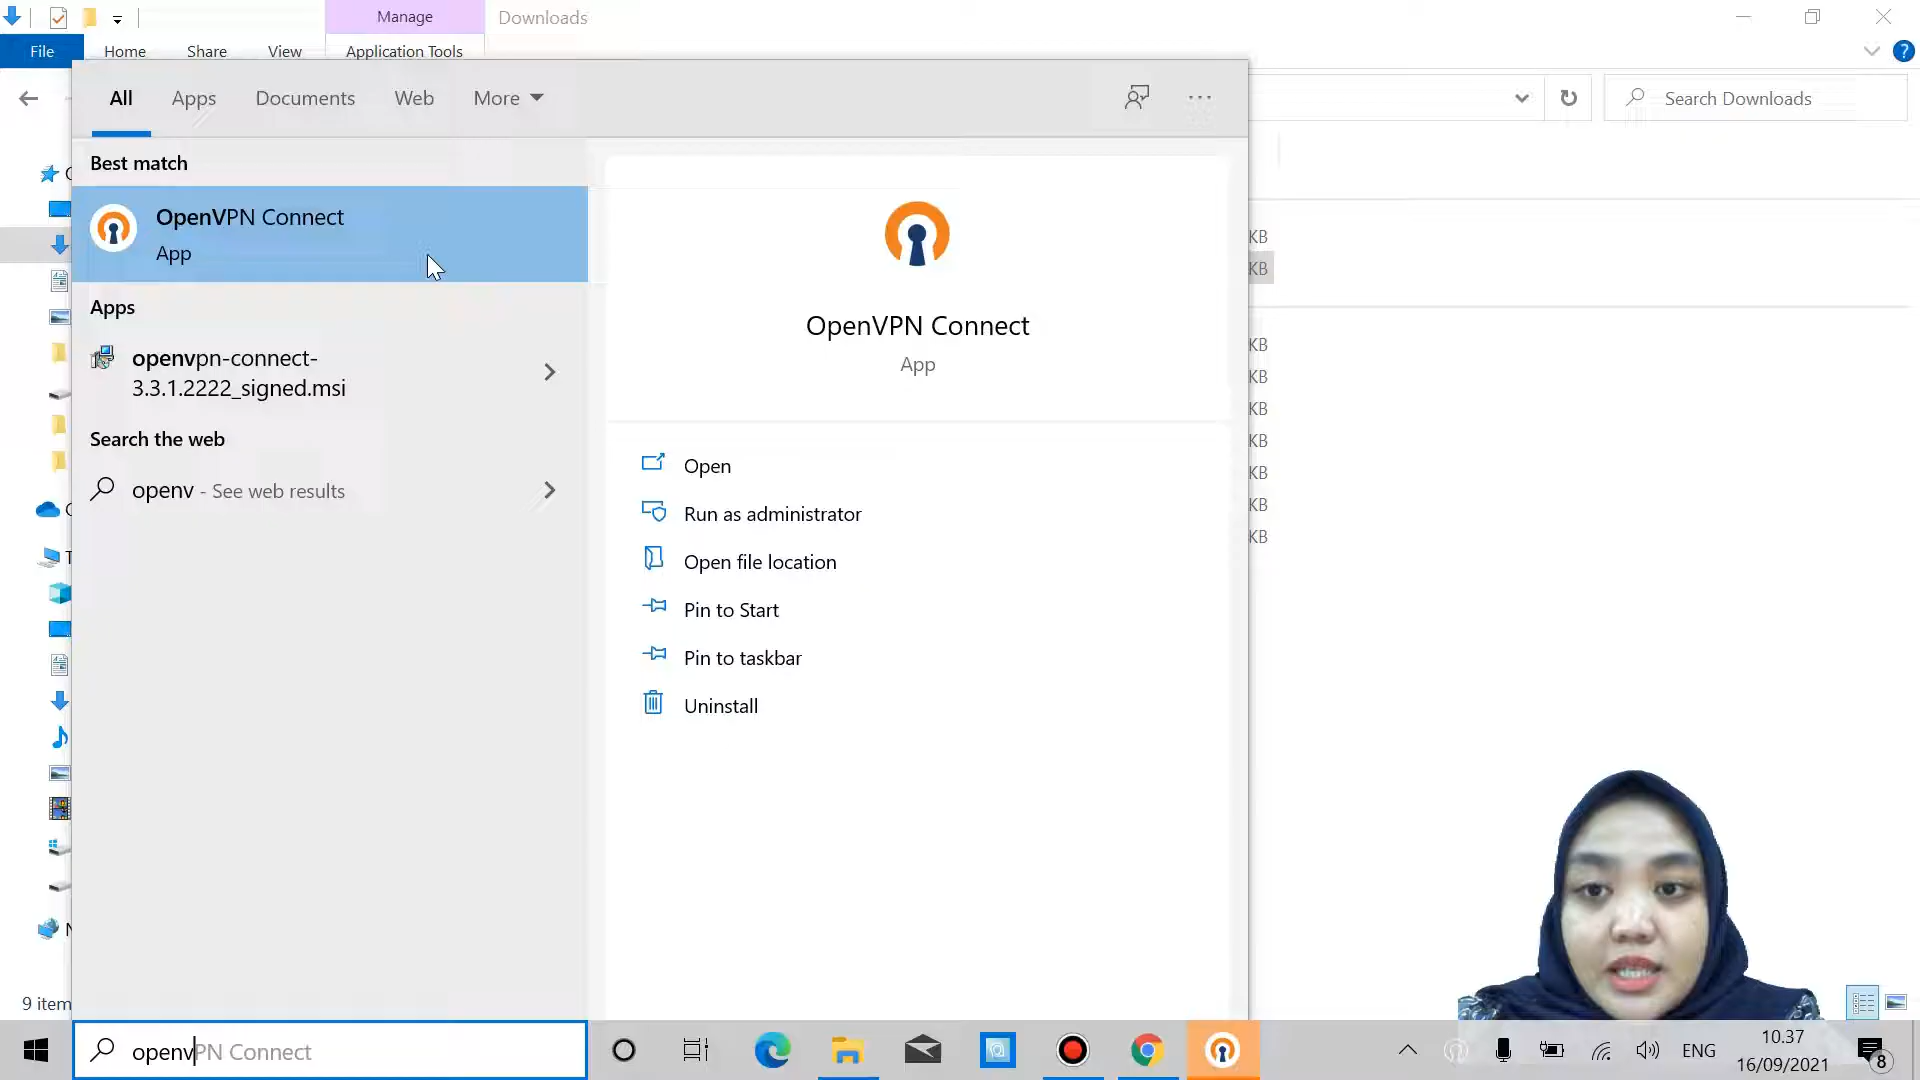 Manage
Downloads
File
Home
Share
View
Application Tools
All
Apps
Documents
Web
More
Search Downloads
Best match
OpenVPN Connect
App
Apps
openvpn-connect-
3.3.1.2222_signed.msi
Search the web
openv - See web results
OpenVPN Connect
App
Open
Run as administrator
Open file location
Pin to Start
Pin to taskbar
Uninstall
KB
KB
KB
KB
KB
KB
KB
KB
KB
9 item
openvPN Connect
ENG
10.37
16/09/2021
8